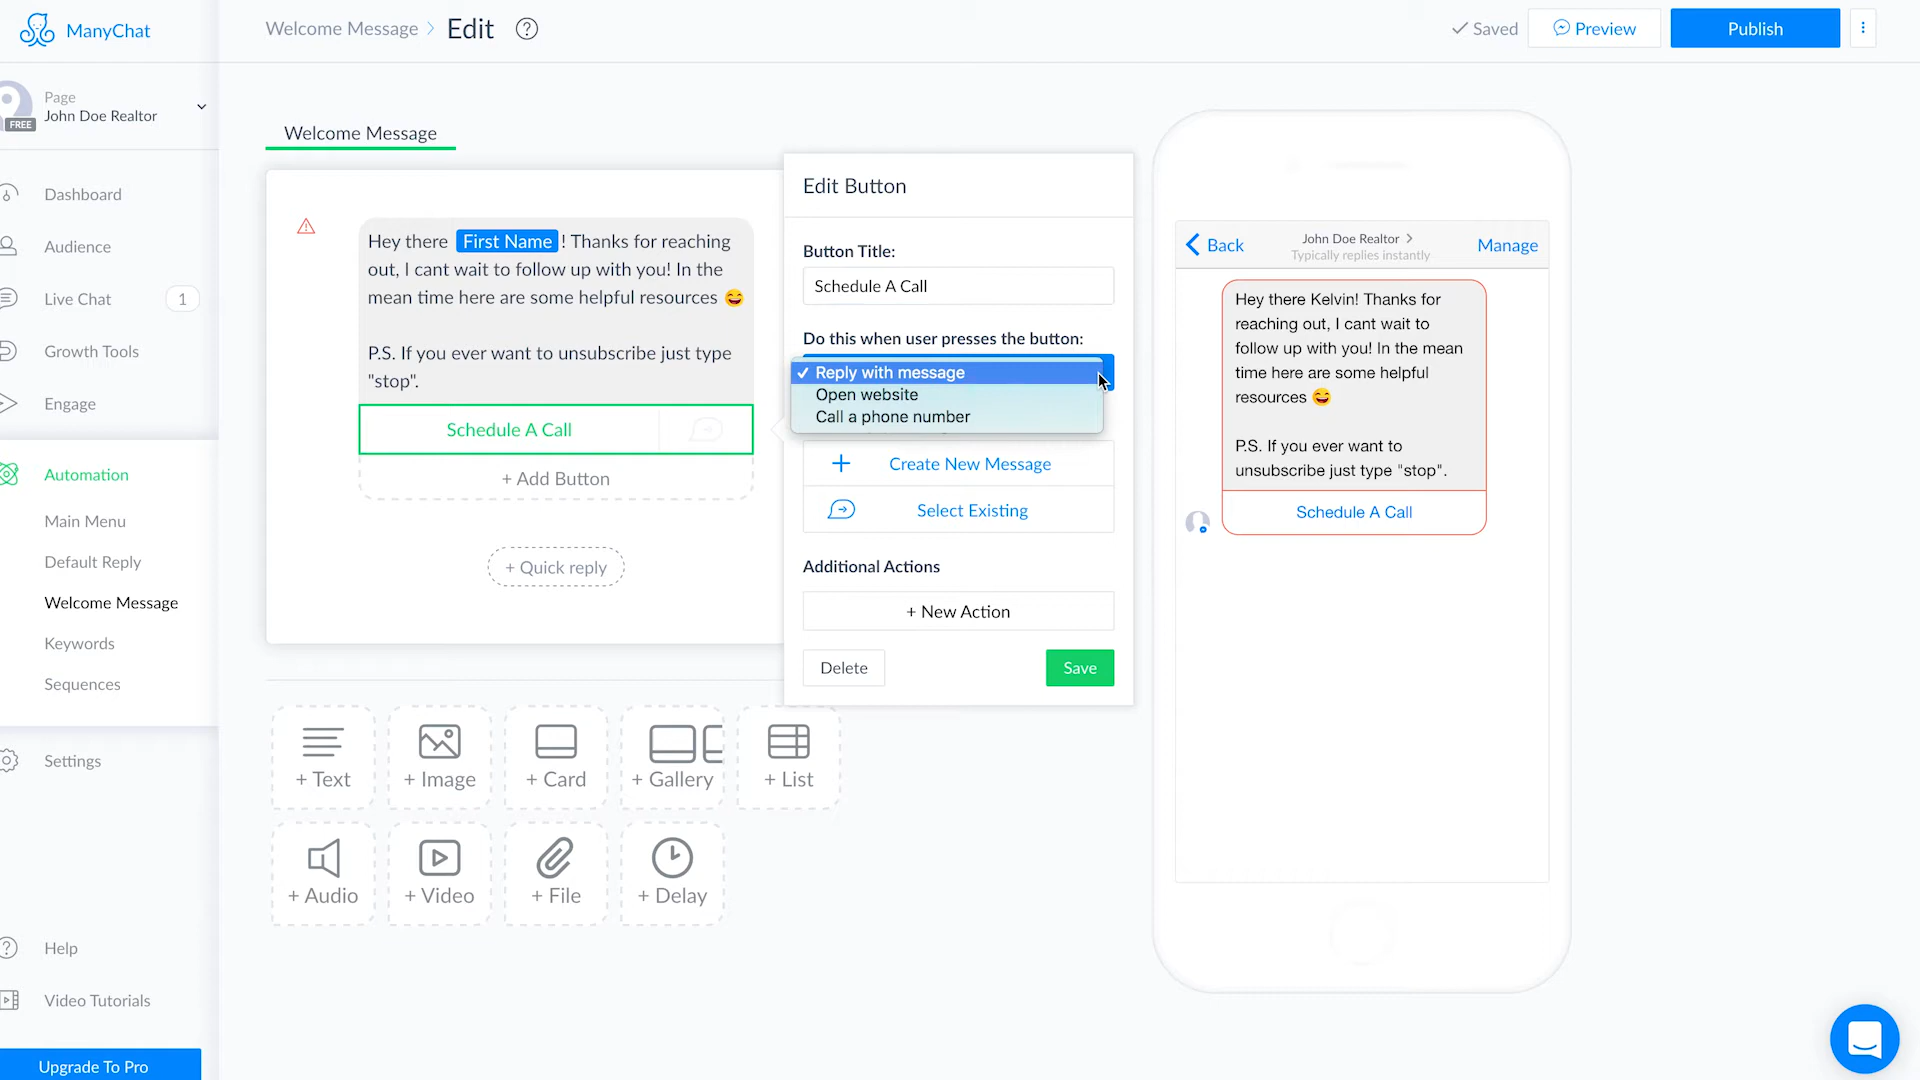 ManyChat
Welcome Message
Edit
?
Saved
Preview
Publish
Page
John Doe Realtor
FREE
Dashboard
Audience
Live Chat
1
Growth Tools
Engage
Automation
Main Menu
Default Reply
Welcome Message
Keywords
Sequences
Settings
Help
Video Tutorials
Upgrade To Pro
Welcome Message
Hey there First Name ! Thanks for reaching
out, I cant wait to follow up with you! In the
mean time here are some helpful resources 😄
P.S. If you ever want to unsubscribe just type
"stop".
Schedule A Call
+ Add Button
+ Quick reply
+ Text
+ Image
+ Card
+ Gallery
+ List
+ Audio
+ Video
+ File
+ Delay
Edit Button
Button Title:
Schedule A Call
Do this when user presses the button:
✓ Reply with message
Open website
Call a phone number
+ Create New Message
Select Existing
Additional Actions
+ New Action
Delete
Save
Back
John Doe Realtor >
Typically replies instantly
Manage
Hey there Kelvin! Thanks for
reaching out, I cant wait to
follow up with you! In the mean
time here are some helpful
resources 😄
P.S. If you ever want to
unsubscribe just type "stop".
Schedule A Call